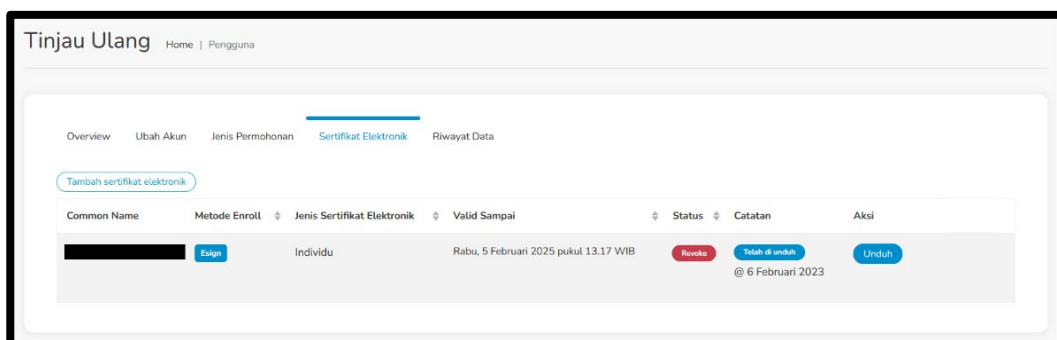 Tinjau Ulang Home | Pengguna
Overview Ubah Akun Jenis Permohonan Sertifikat Elektronik Riwayat Data
Tambah sertifikat elektronik
Common Name Metode Enroll Jenis Sertifikat Elektronik Valid Sampai Status Catatan Aksi
Esign Individu Rabu, 5 Februari 2025 pukul 13.17 WIB Revoke Telah di unduh Unduh
@ 6 Februari 2023